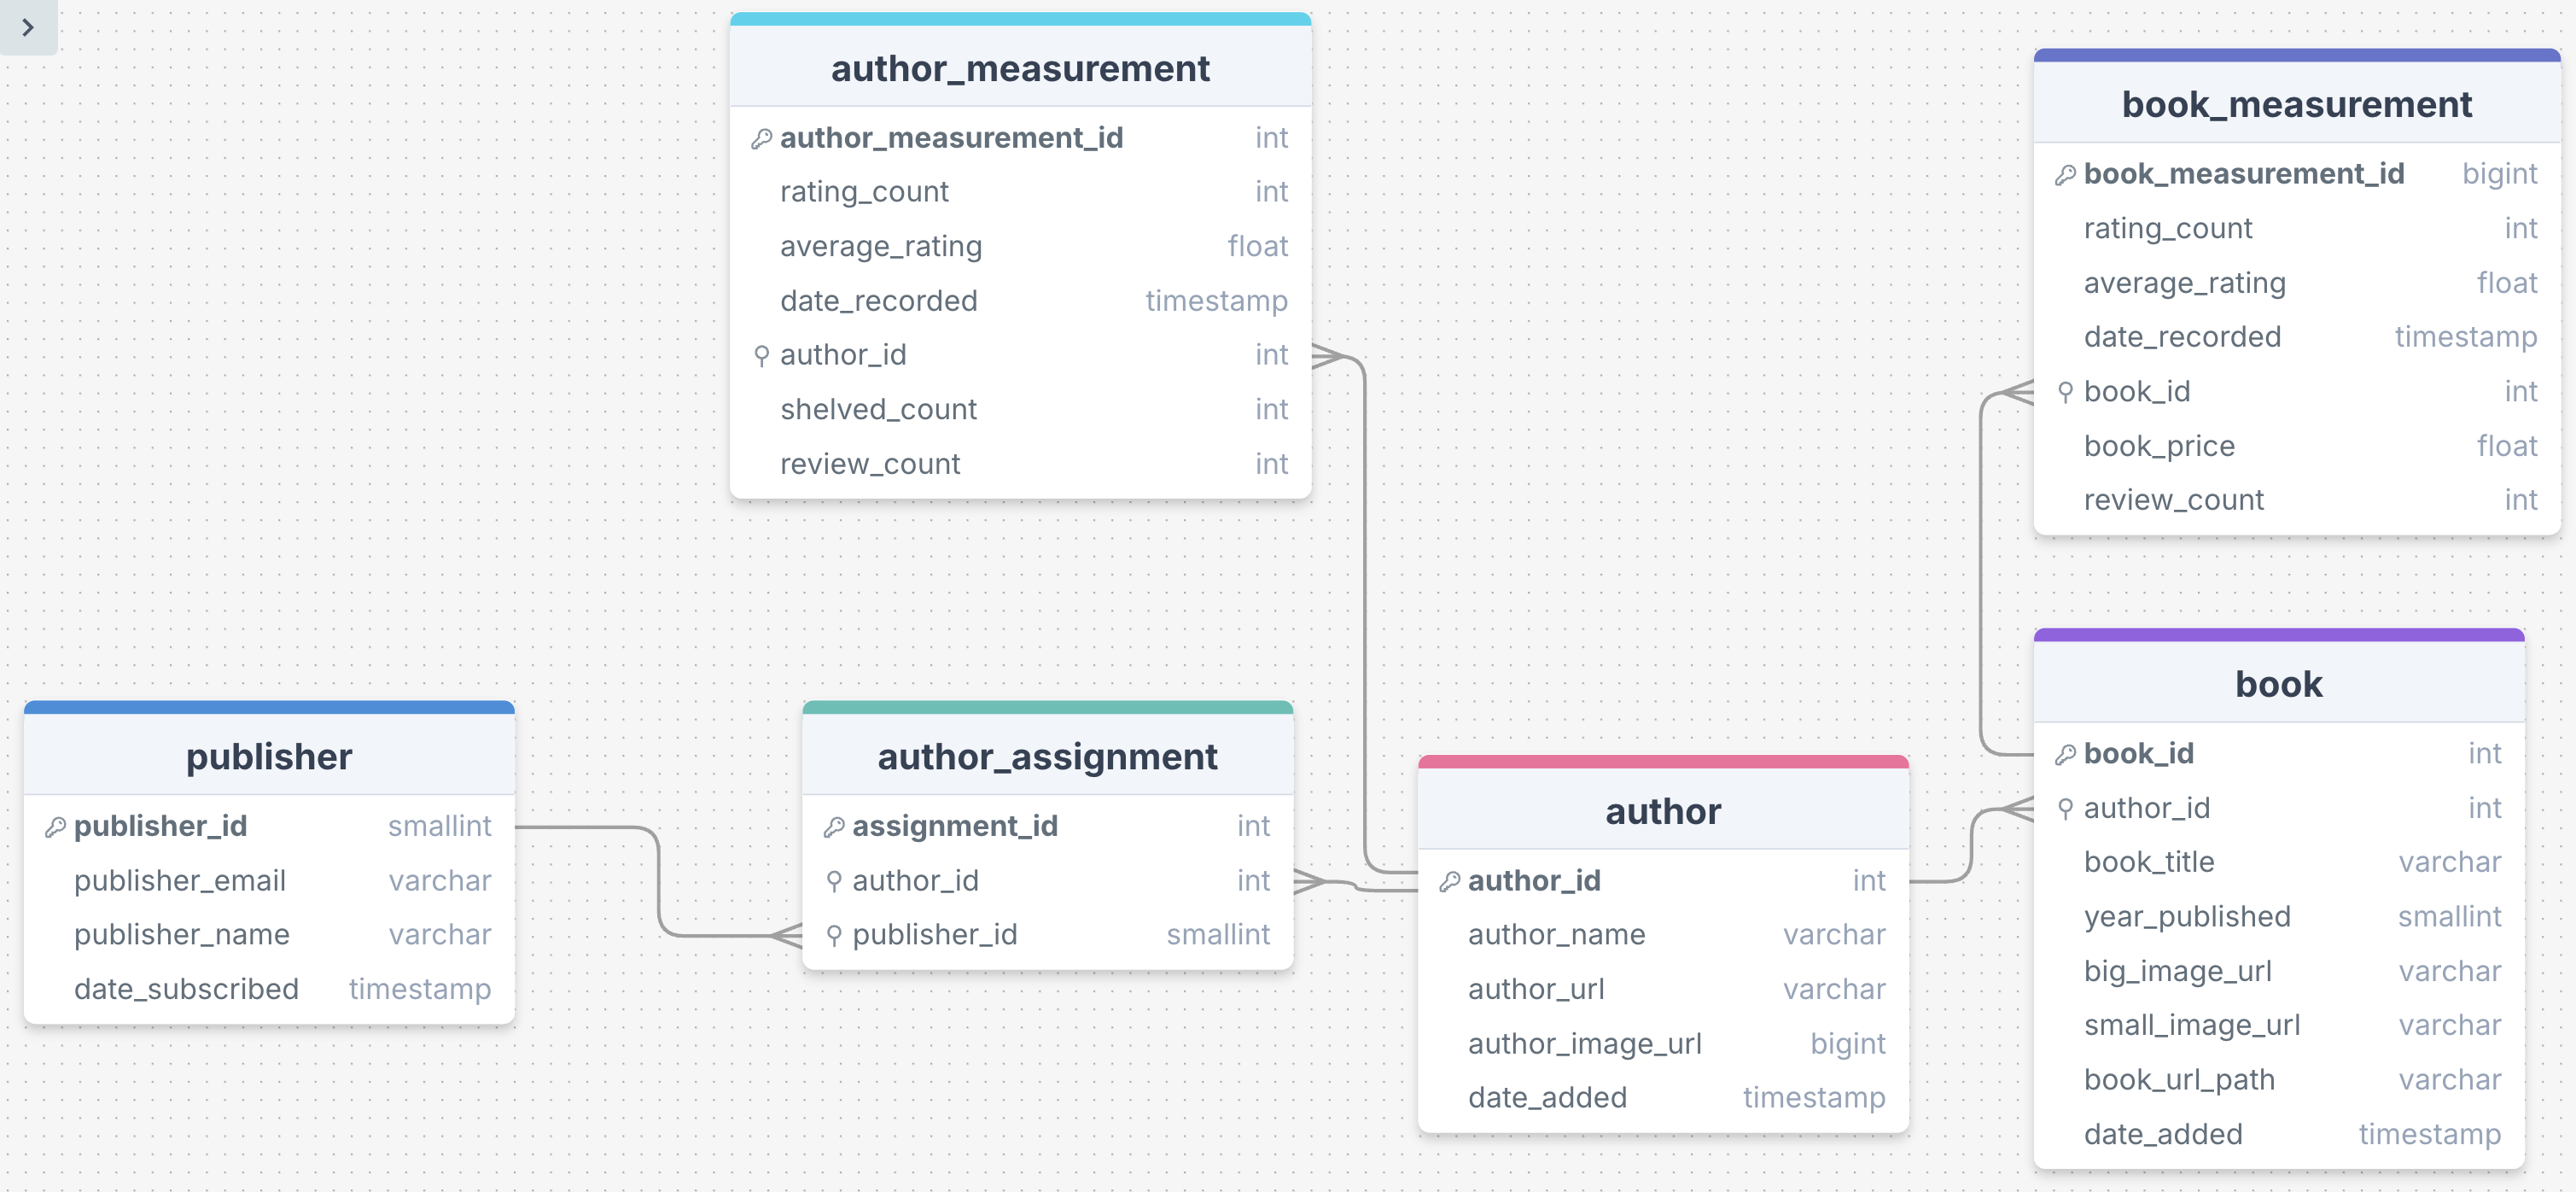 author_measurement
author_measurement_id int
rating_count int
average_rating float
date_recorded timestamp
author_id int
shelved_count int
review_count int
book_measurement
book_measurement_id bigint
rating_count int
average_rating float
date_recorded timestamp
book_id int
book_price float
review_count int
publisher
publisher_id smallint
publisher_email varchar
publisher_name varchar
date_subscribed timestamp
author_assignment
assignment_id int
author_id int
publisher_id smallint
author
author_id int
author_name varchar
author_url varchar
author_image_url bigint
date_added timestamp
book
book_id int
author_id int
book_title varchar
year_published smallint
big_image_url varchar
small_image_url varchar
book_url_path varchar
date_added timestamp